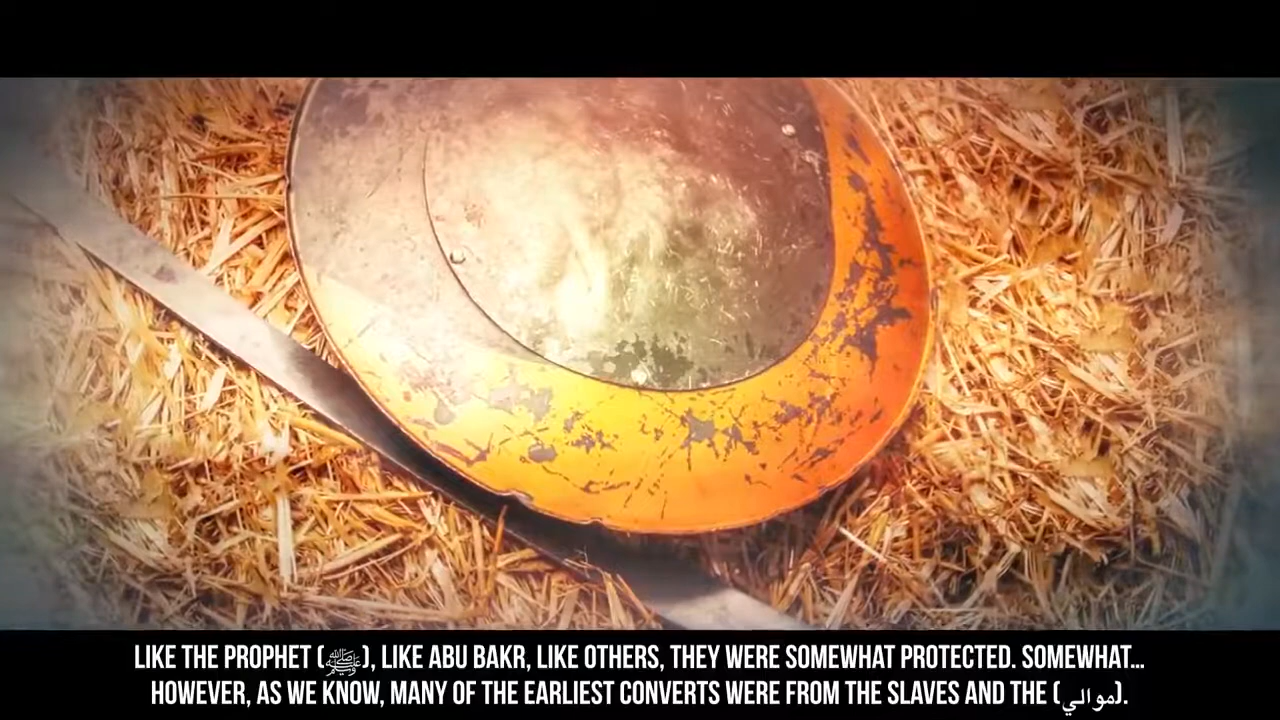 LIKE THE PROPHET (ﷺ), LIKE ABU BAKR, LIKE OTHERS, THEY WERE SOMEWHAT PROTECTED. SOMEWHAT...
HOWEVER, AS WE KNOW, MANY OF THE EARLIEST CONVERTS WERE FROM THE SLAVES AND THE (موالي).